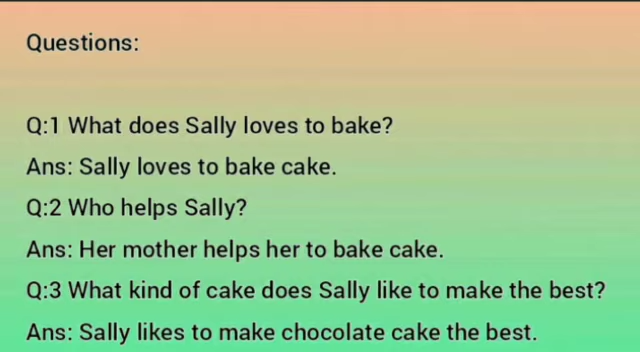 Questions:
Q:1 What does Sally loves to bake?
Ans: Sally loves to bake cake.
Q:2 Who helps Sally?
Ans: Her mother helps her to bake cake.
Q:3 What kind of cake does Sally like to make the best?
Ans: Sally likes to make chocolate cake the best.